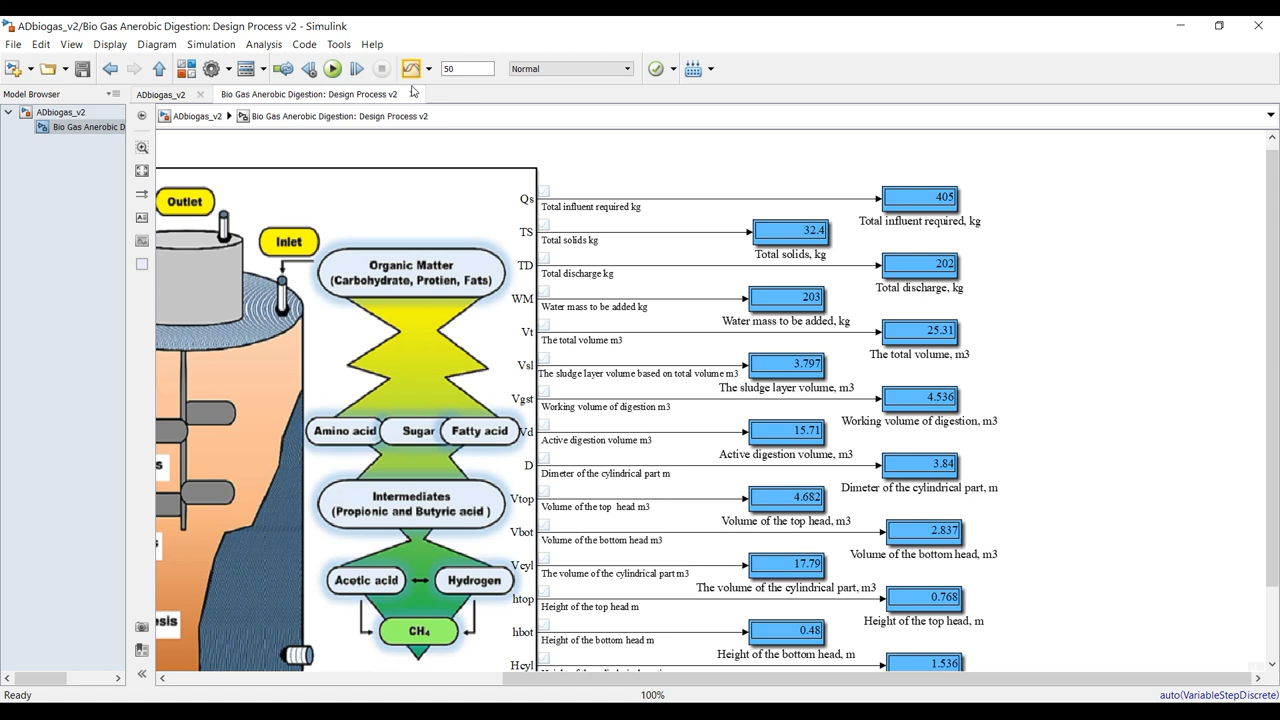 ADbiogas_v2/Bio Gas Anerobic Digestion: Design Process v2 - Simulink
File Edit View Display Diagram Simulation Analysis Code Tools Help
50
Normal
Model Browser
ADbiogas_v2
Bio Gas Anerobic Digestion: Design Process v2
ADbiogas_v2
Bio Gas Anerobic D
ADbiogas_v2
Bio Gas Anerobic Digestion: Design Process v2
Outlet
Inlet
Organic Matter
(Carbohydrate, Protien, Fats)
Amino acid
Sugar
Fatty acid
Intermediates
(Propionic and Butyric acid )
Acetic acid
Hydrogen
CH₄
Qs
Total influent required kg
405
Total influent required, kg
TS
Total solids kg
32.4
Total solids, kg
TD
Total discharge kg
202
Total discharge, kg
WM
Water mass to be added kg
203
Water mass to be added, kg
Vt
The total volume m3
25.31
The total volume, m3
Vsl
The sludge layer volume based on total volume m3
3.797
The sludge layer volume, m3
Vgst
Working volume of digestion m3
4.536
Working volume of digestion, m3
Vd
Active digestion volume m3
15.71
Active digestion volume, m3
D
Dimeter of the cylindrical part m
3.84
Dimeter of the cylindrical part, m
Vtop
Volume of the top head m3
4.682
Volume of the top head, m3
Vbot
Volume of the bottom head m3
2.837
Volume of the bottom head, m3
Vcyl
The volume of the cylindrical part m3
17.79
The volume of the cylindrical part, m3
htop
Height of the top head m
0.768
Height of the top head, m
hbot
Height of the bottom head m
0.48
Height of the bottom head, m
Hcyl
1.536
Ready
100%
auto(VariableStepDiscrete)